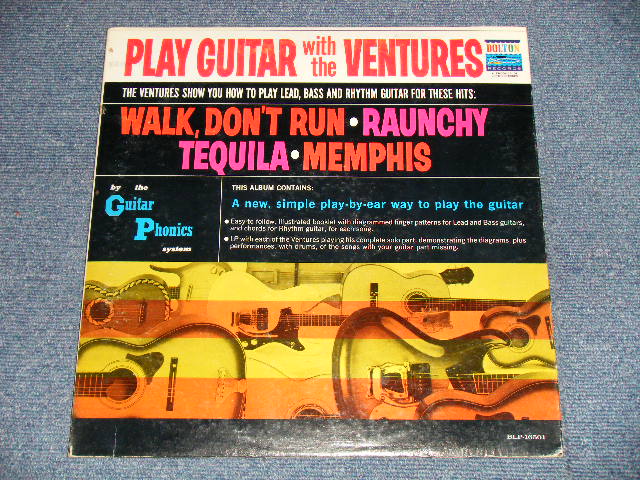 PLAY GUITAR with the VENTURES
DOLTON
RECORDS
THE VENTURES SHOW YOU HOW TO PLAY LEAD, BASS AND RHYTHM GUITAR FOR THESE HITS:
WALK, DON'T RUN • RAUNCHY
TEQUILA • MEMPHIS
by the
Guitar
Phonics
system
THIS ALBUM CONTAINS:
A new, simple play-by-ear way to play the guitar
• Easy to follow, illustrated booklet with diagrammed finger patterns for Lead and Bass guitars,
and chords for Rhythm guitar, for each song.
• LP with each of the Ventures playing his complete solo part, demonstrating the diagrams, plus
performances, with drums, of the songs with your guitar part missing.
BLP-16501